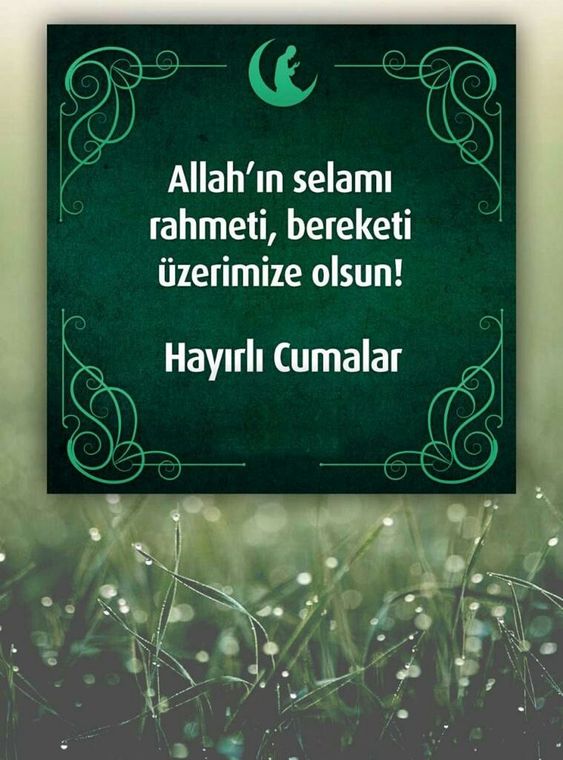 Allah'ın selamı
rahmeti, bereketi
üzerimize olsun!
Hayırlı Cumalar